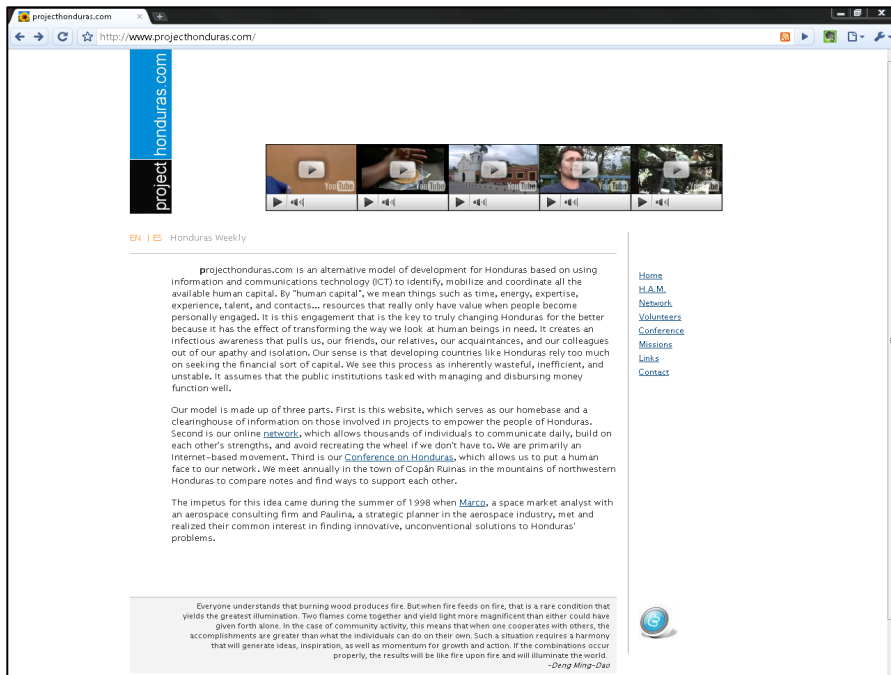 projecthonduras.com
http://www.projecthonduras.com/
projecthonduras.com
You Tube
You Tube
You Tube
You Tube
You Tube
EN | ES Honduras Weekly
projecthonduras.com is an alternative model of development for Honduras based on using
information and communications technology (ICT) to identify, mobilize and coordinate all the
available human capital. By "human capital", we mean things such as time, energy, expertise,
experience, talent, and contacts... resources that really only have value when people become
personally engaged. It is this engagement that is the key to truly changing Honduras for the better
because it has the effect of transforming the way we look at human beings in need. It creates an
infectious awareness that pulls us, our friends, our relatives, our acquaintances, and our colleagues
out of our apathy and isolation. Our sense is that developing countries like Honduras rely too much
on seeking the financial sort of capital. We see this process as inherently wasteful, inefficient, and
unstable. It assumes that the public institutions tasked with managing and disbursing money
function well.
Our model is made up of three parts. First is this website, which serves as our homebase and a
clearinghouse of information on those involved in projects to empower the people of Honduras.
Second is our online network, which allows thousands of individuals to communicate daily, build on
each other's strengths, and avoid recreating the wheel if we don't have to. We are primarily an
Internet-based movement. Third is our Conference on Honduras, which allows us to put a human
face to our network. We meet annually in the town of Copán Ruinas in the mountains of northwestern
Honduras to compare notes and find ways to support each other.
The impetus for this idea came during the summer of 1998 when Marco, a space market analyst with
an aerospace consulting firm and Paulina, a strategic planner in the aerospace industry, met and
realized their common interest in finding innovative, unconventional solutions to Honduras'
problems.
Home
H.A.M.
Network
Volunteers
Conference
Missions
Links
Contact
Everyone understands that burning wood produces fire. But when fire feeds on fire, that is a rare condition that
yields the greatest illumination. Two flames come together and yield light more magnificent than either could have
given forth alone. In the case of community activity, this means that when one cooperates with others, the
accomplishments are greater than what the individuals can do on their own. Such a situation requires a harmony
that will generate ideas, inspiration, as well as momentum for growth and action. If the combinations occur
properly, the results will be like fire upon fire and will illuminate the world.
-Deng Ming-Dao